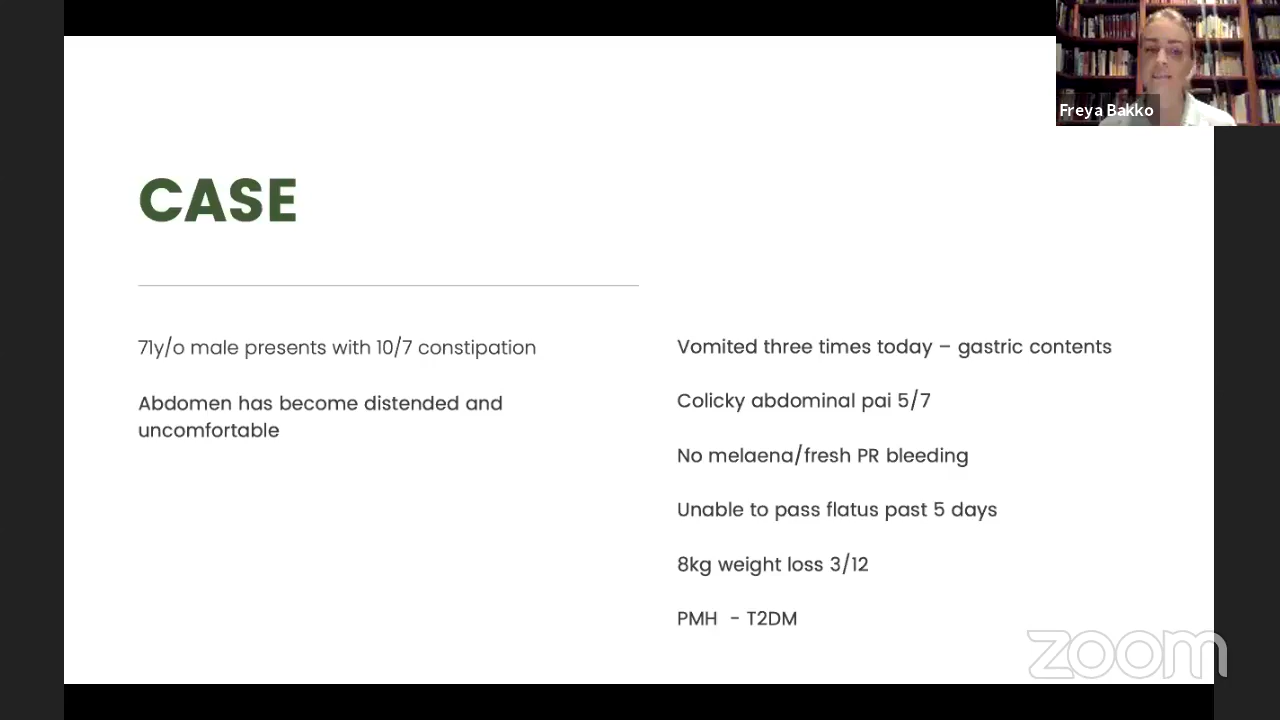 Freya Bakko
CASE
71y/o male presents with 10/7 constipation
Abdomen has become distended and
uncomfortable
Vomited three times today – gastric contents
Colicky abdominal pai 5/7
No melaena/fresh PR bleeding
Unable to pass flatus past 5 days
8kg weight loss 3/12
PMH - T2DM
zoom